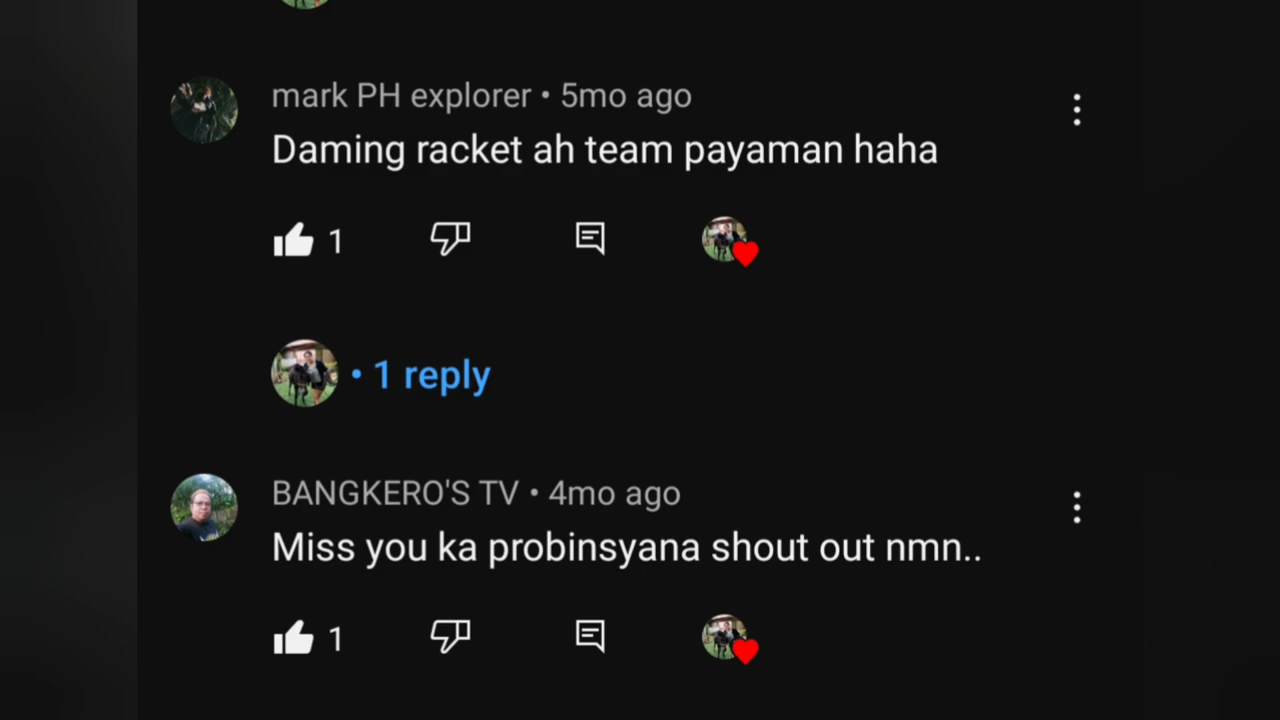 mark PH explorer • 5mo ago
Daming racket ah team payaman haha
1
• 1 reply
BANGKERO'S TV • 4mo ago
Miss you ka probinsyana shout out nmn..
1